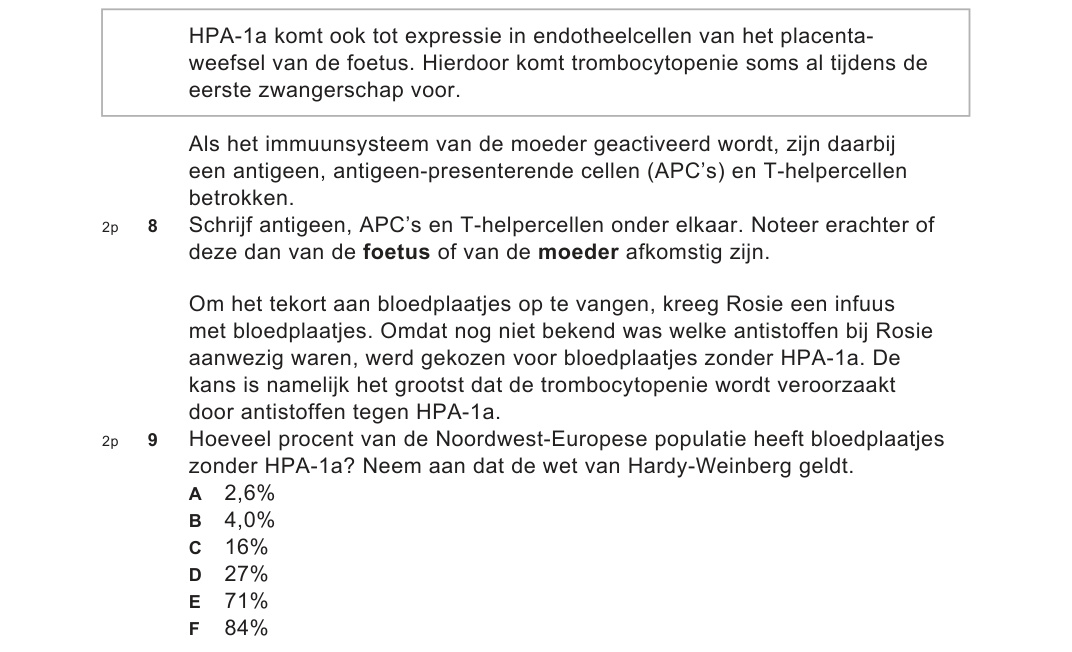 HPA-1a komt ook tot expressie in endotheelcellen van het placenta-
weefsel van de foetus. Hierdoor komt trombocytopenie soms al tijdens de
eerste zwangerschap voor.
Als het immuunsysteem van de moeder geactiveerd wordt, zijn daarbij
een antigeen, antigeen-presenterende cellen (APC's) en T-helpercellen
betrokken.
2p 8 Schrijf antigeen, APC's en T-helpercellen onder elkaar. Noteer erachter of
deze dan van de foetus of van de moeder afkomstig zijn.
Om het tekort aan bloedplaatjes op te vangen, kreeg Rosie een infuus
met bloedplaatjes. Omdat nog niet bekend was welke antistoffen bij Rosie
aanwezig waren, werd gekozen voor bloedplaatjes zonder HPA-1a. De
kans is namelijk het grootst dat de trombocytopenie wordt veroorzaakt
door antistoffen tegen HPA-1a.
2p 9 Hoeveel procent van de Noordwest-Europese populatie heeft bloedplaatjes
zonder HPA-1a? Neem aan dat de wet van Hardy-Weinberg geldt.
A 2,6%
B 4,0%
C 16%
D 27%
E 71%
F 84%